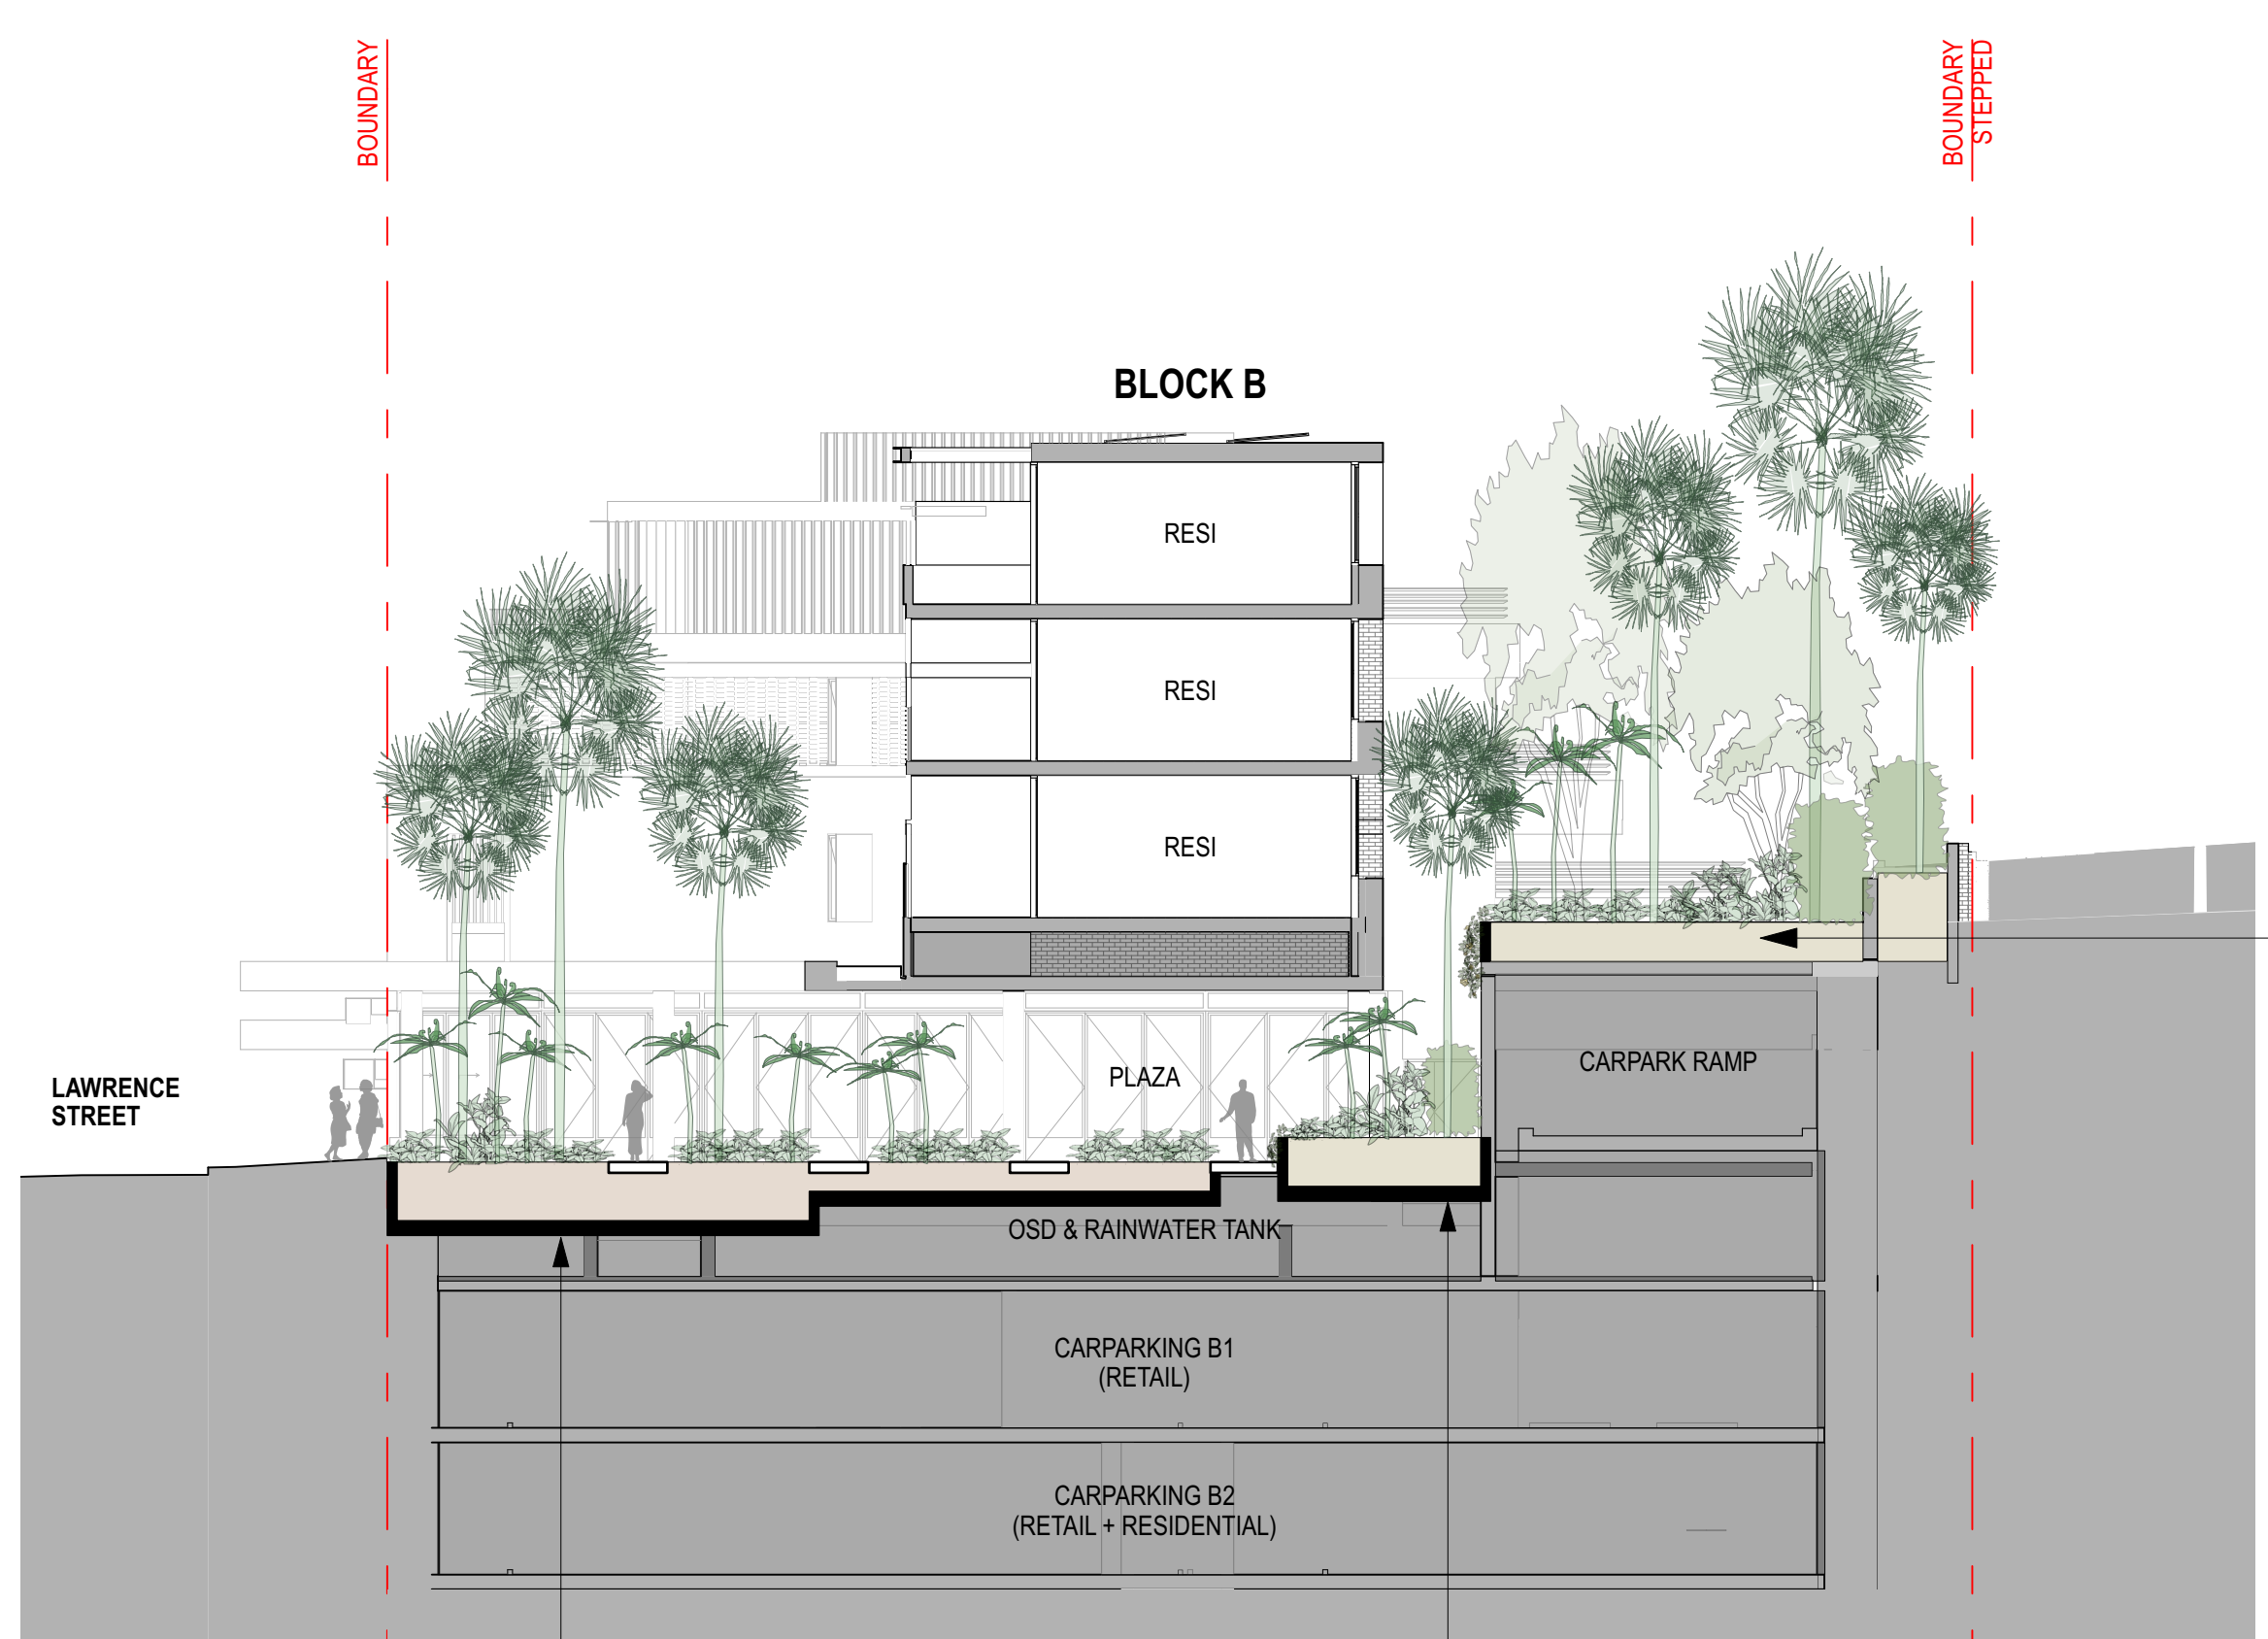 BOUNDARY
BOUNDARY
STEPPED
BLOCK B
RESI
RESI
RESI
PLAZA
CARPARK RAMP
LAWRENCE
STREET
OSD & RAINWATER TANK
CARPARKING B1
(RETAIL)
CARPARKING B2
(RETAIL + RESIDENTIAL)